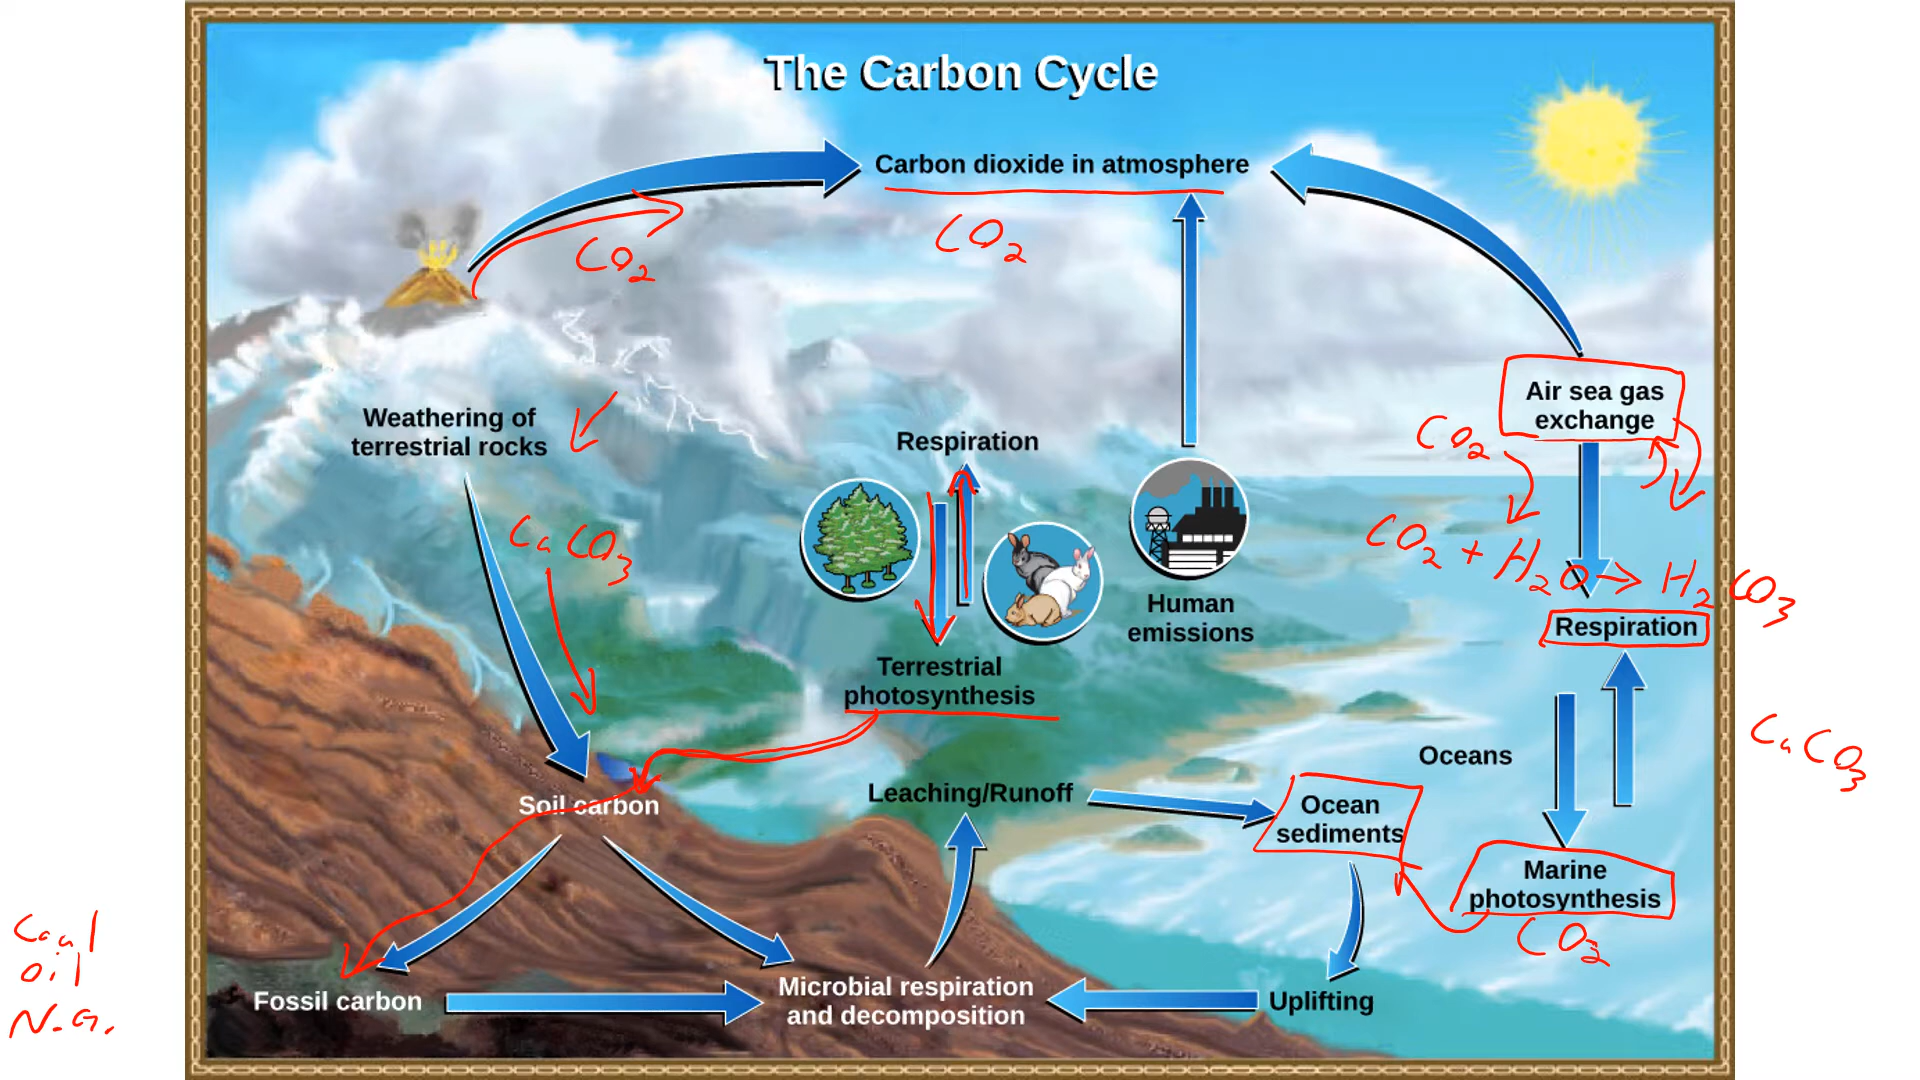 The Carbon Cycle
Carbon dioxide in atmosphere
CO2
CO2
Air sea gas
exchange
Weathering of
terrestrial rocks
Respiration
CO2
CaCO3
CO2 + H2O → H2CO3
Human
emissions
Respiration
Terrestrial
photosynthesis
CaCO3
Oceans
Leaching/Runoff
Soil carbon
Ocean
sediments
Marine
photosynthesis
CO2
Coal
oil
N.G.
Fossil carbon
Microbial respiration
and decomposition
Uplifting